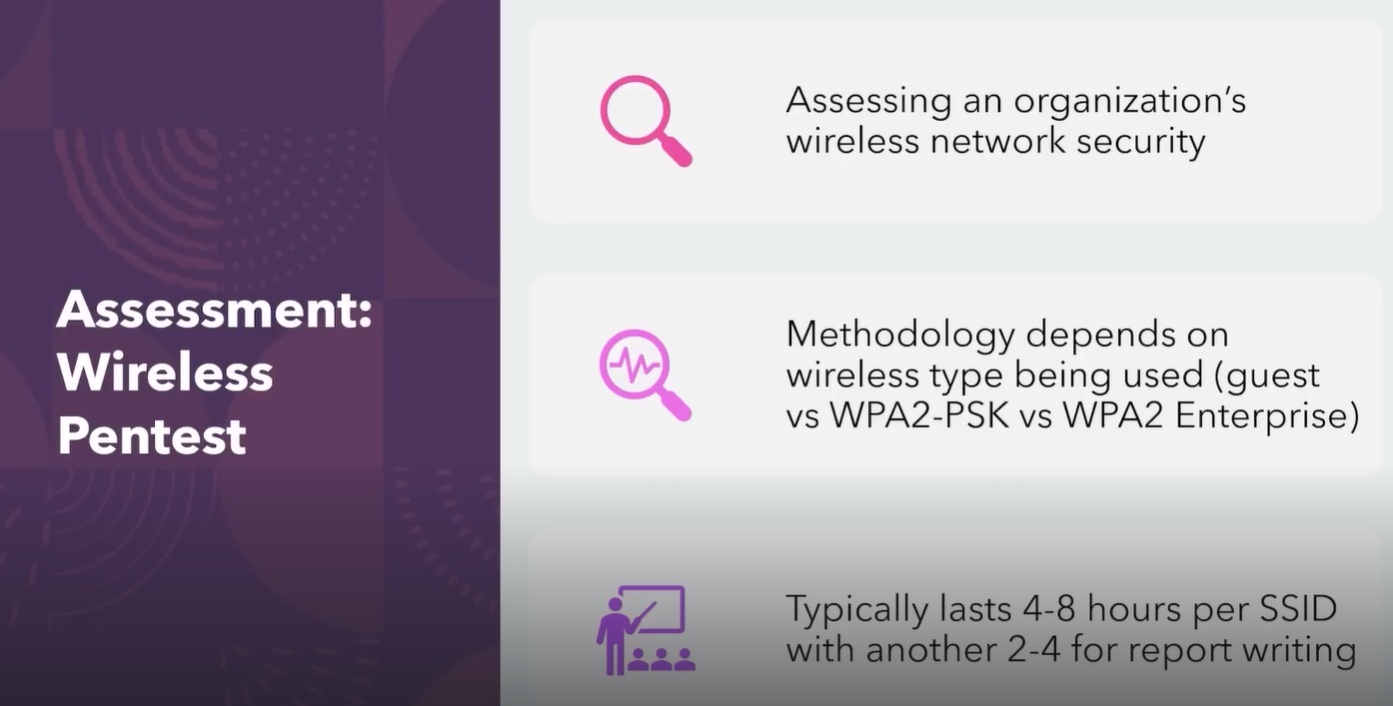 Assessment:
Wireless
Pentest
Assessing an organization’s
wireless network security
Methodology depends on
wireless type being used (guest
vs WPA2-PSK vs WPA2 Enterprise)
Typically lasts 4-8 hours per SSID
with another 2-4 for report writing